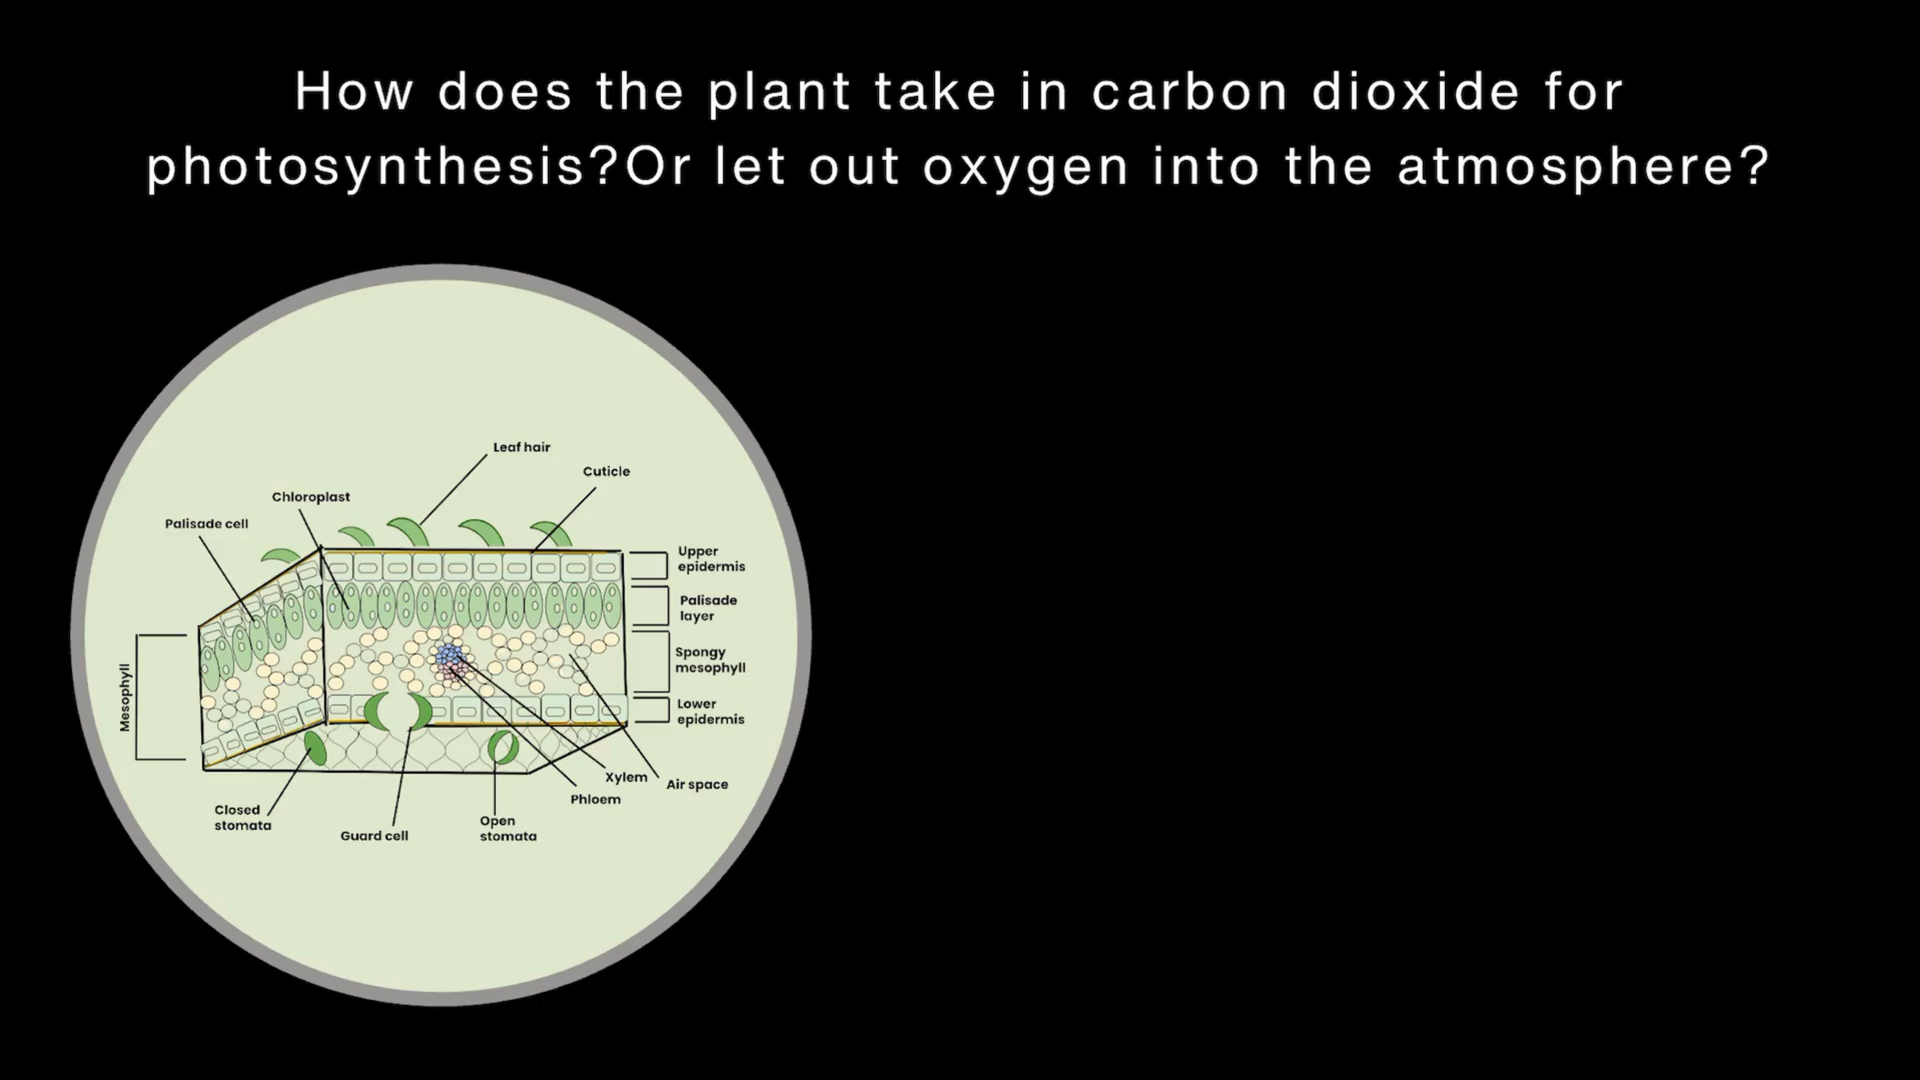 How does the plant take in carbon dioxide for
photosynthesis?Or let out oxygen into the atmosphere?
Leaf hair
Cuticle
Chloroplast
Palisade cell
Upper
epidermis
Palisade
layer
Spongy
mesophyll
Mesophyll
Lower
epidermis
Xylem
Air space
Phloem
Closed
stomata
Guard cell
Open
stomata